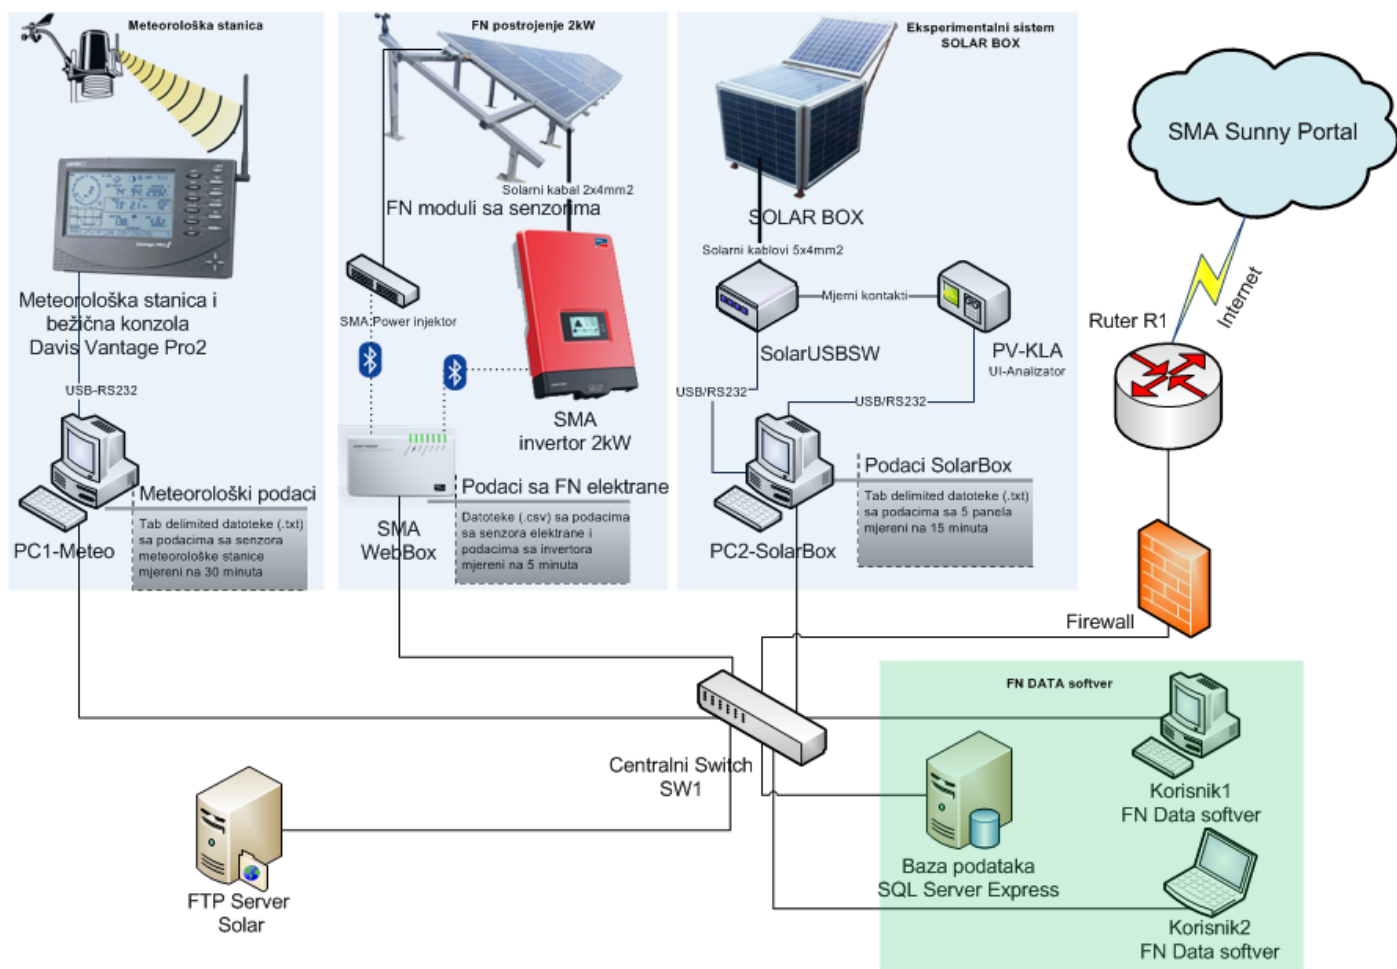 Meteorološka stanica
FN postrojenje 2kW
Eksperimentalni sistem
SOLAR BOX
SMA Sunny Portal
Solarni kabal 2x4mm2
FN moduli sa senzorima
SOLAR BOX
Solarni kablovi 5x4mm2
Vantage PRO2
Meteorološka stanica i
bežična konzola
Davis Vantage Pro2
SMA Power injektor
Mjerni kontakti
SolarUSBSW
PV-KLA
UI-Analizator
Internet
Ruter R1
USB-RS232
USB/RS232
USB/RS232
SMA
invertor 2kW
Meteorološki podaci
Tab delimited datoteke (.txt)
sa podacima sa senzora
meteorološke stanice
mjereni na 30 minuta
PC1-Meteo
Podaci sa FN elektrane
Datoteke (.csv) sa podacima
sa senzora elektrane i
podacima sa invertora
mjereni na 5 minuta
SMA
WebBox
Podaci SolarBox
Tab delimited datoteke (.txt)
sa podacima sa 5 panela
mjereni na 15 minuta
PC2-SolarBox
Firewall
FN DATA softver
Centralni Switch
SW1
Korisnik1
FN Data softver
Baza podataka
SQL Server Express
Korisnik2
FN Data softver
FTP Server
Solar